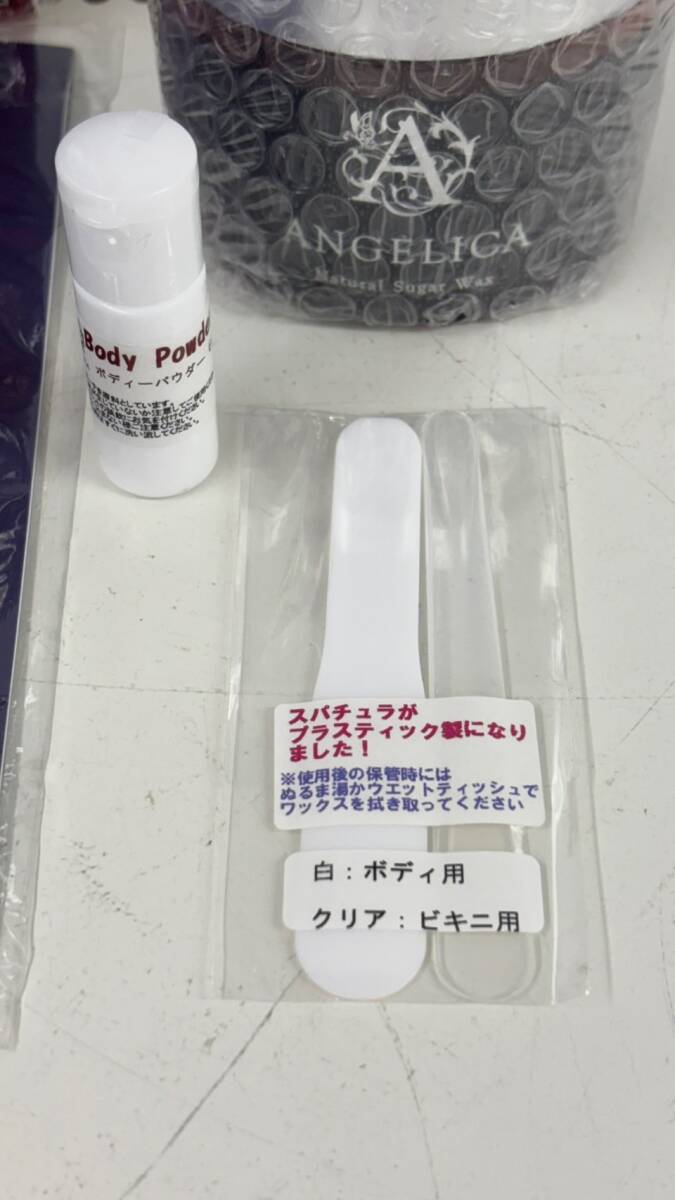 A
ANGELICA
Natural Sugar Wax
Body Powde
ボディーパウダー
スパチュラが
プラスティック製になり
ました！
※使用後の保管時には
ぬるま湯かウエットティッシュで
ワックスを拭き取ってください
白：ボディ用
クリア：ビキニ用